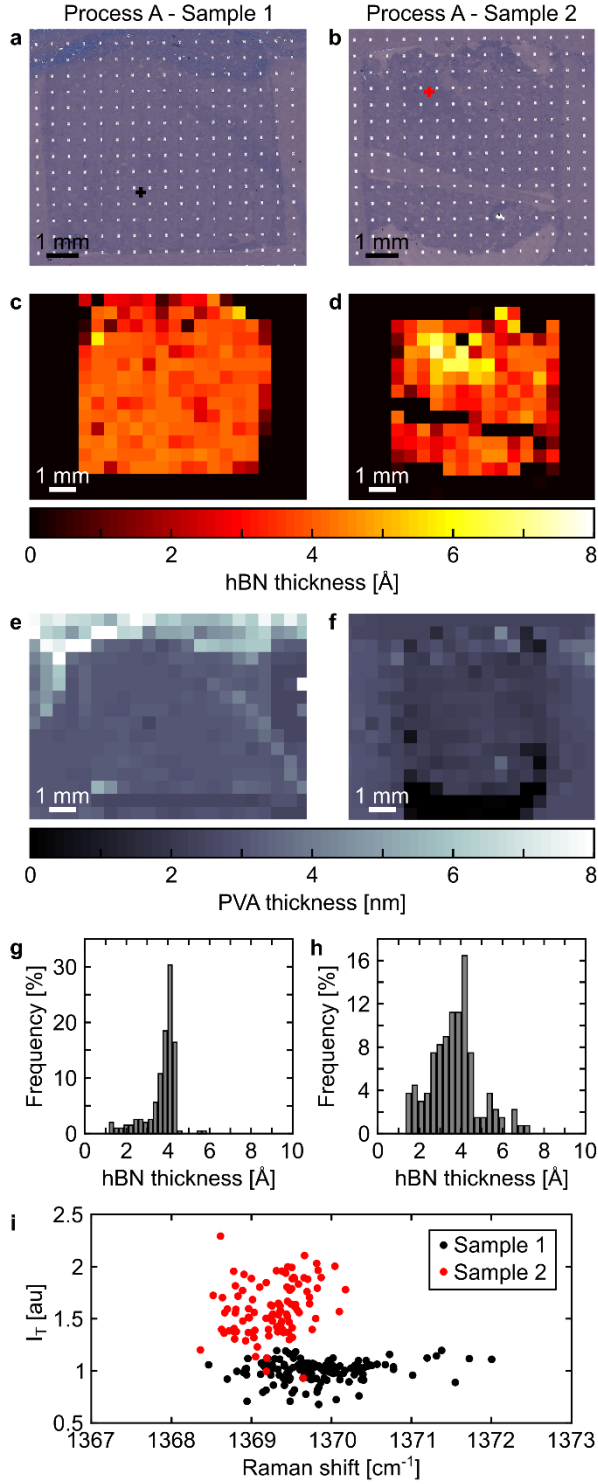 Process A - Sample 1
Process A - Sample 2
a
b
1 mm
1 mm
c
d
1 mm
1 mm
0 2 4 6 8
hBN thickness [Å]
e
f
1 mm
1 mm
0 2 4 6 8
PVA thickness [nm]
g
h
Frequency [%]
30
20
10
0
0 2 4 6 8 10
hBN thickness [Å]
Frequency [%]
16
12
8
4
0
0 2 4 6 8 10
hBN thickness [Å]
i
I_T [au]
2.5
2
1.5
1
0.5
Sample 1
Sample 2
1367 1368 1369 1370 1371 1372 1373
Raman shift [cm⁻¹]